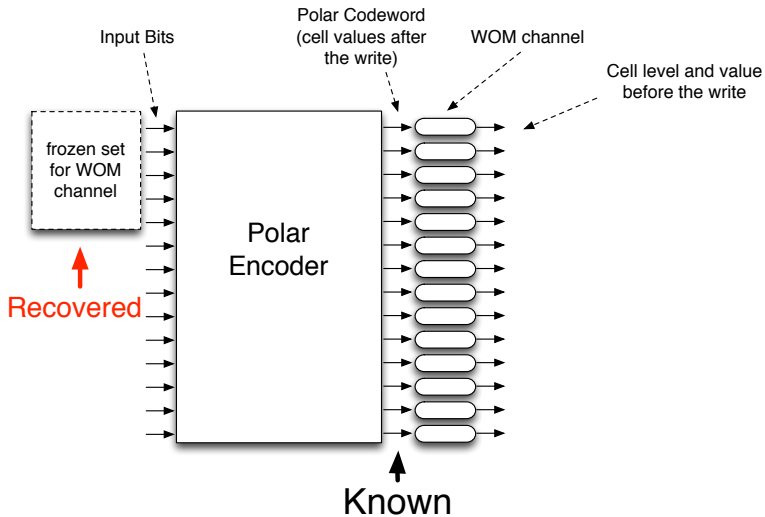 Input Bits
Polar Codeword
(cell values after
the write)
WOM channel
Cell level and value
before the write
frozen set
for WOM
channel
Polar
Encoder
Recovered
Known